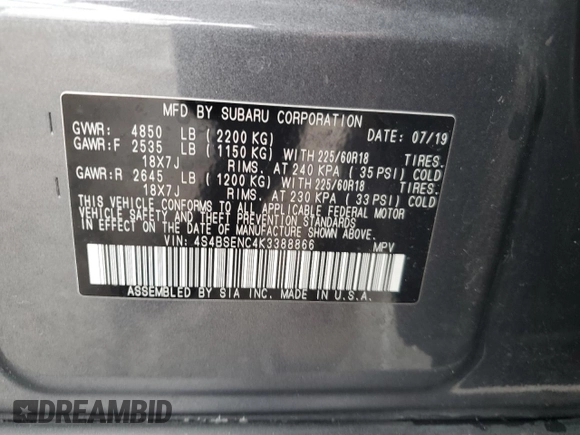 MFD BY SUBARU CORPORATION
GVWR: 4850 LB (2200 KG) DATE: 07/19
GAWR:F 2535 LB (1150 KG) WITH 225/60R18 TIRES.
18X7J RIMS. AT 240 KPA (35 PSI) COLD
GAWR:R 2645 LB (1200 KG) WITH 225/60R18 TIRES.
18X7J RIMS. AT 230 KPA (33 PSI) COLD
THIS VEHICLE CONFORMS TO ALL APPLICABLE FEDERAL MOTOR
VEHICLE SAFETY AND THEFT PREVENTION STANDARDS IN EFFECT
ON THE DATE OF MANUFACTURE SHOWN ABOVE.
VIN: 4S4BSENC4K3388866 MPV
ASSEMBLED BY SIA INC. MADE IN U.S.A.
DREAMBID